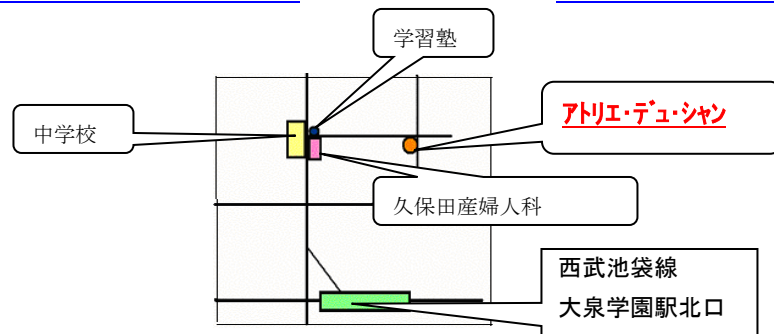 学習塾
中学校
アトリエ・デュ・シャン
久保田産婦人科
西武池袋線
大泉学園駅北口